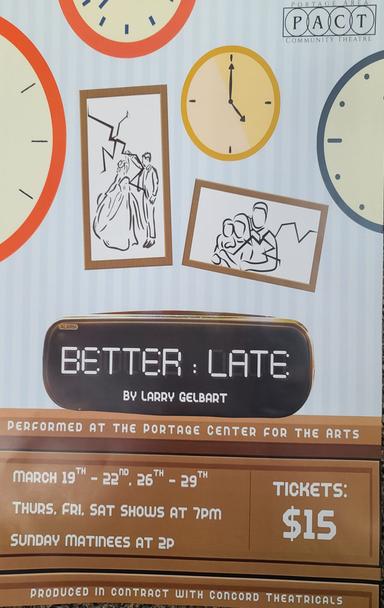 PORTAGE AREA
PACT
COMMUNITY THEATRE
BETTER : LATE
BY LARRY GELBART
PERFORMED AT THE PORTAGE CENTER FOR THE ARTS
MARCH 19TH - 22ND, 26TH - 29TH
THURS, FRI, SAT SHOWS AT 7PM
SUNDAY MATINEES AT 2P
TICKETS:
$15
PRODUCED IN CONTRACT WITH CONCORD THEATRICALS